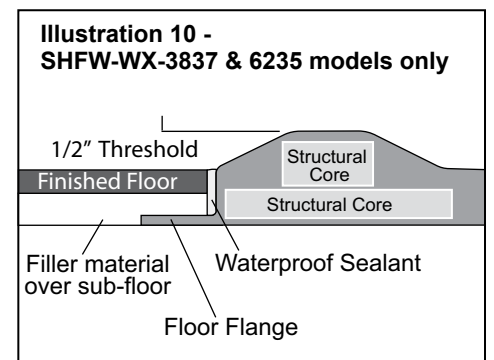 Illustration 10 -
SHFW-WX-3837 & 6235 models only
1/2" Threshold
Structural
Core
Finished Floor
Structural Core
Filler material
over sub-floor
Waterproof Sealant
Floor Flange